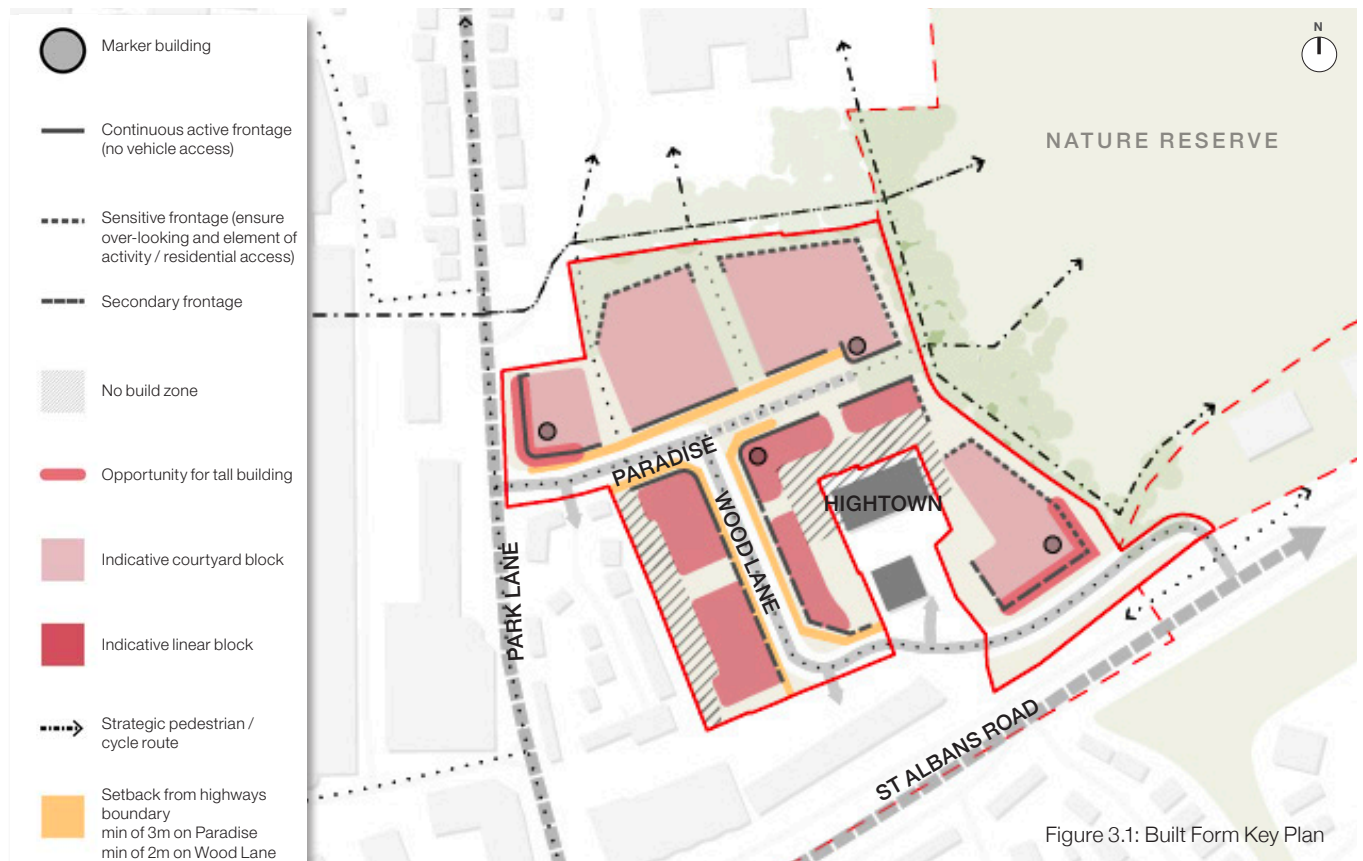 Marker building
Continuous active frontage
(no vehicle access)
Sensitive frontage (ensure
over-looking and element of
activity / residential access)
Secondary frontage
No build zone
Opportunity for tall building
Indicative courtyard block
Indicative linear block
Strategic pedestrian /
cycle route
Setback from highways
boundary
min of 3m on Paradise
min of 2m on Wood Lane
N
NATURE RESERVE
PARADISE
HIGHTOWN
WOOD LANE
PARK LANE
ST ALBANS ROAD
Figure 3.1: Built Form Key Plan